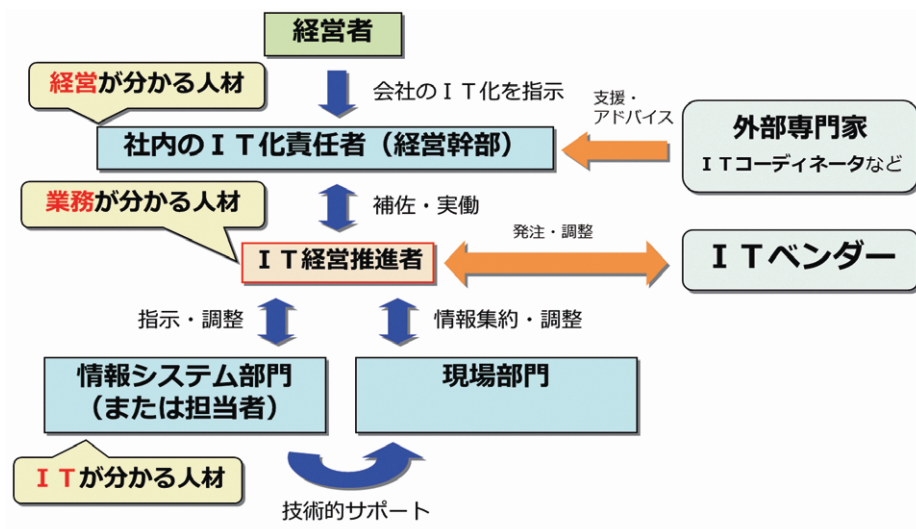 経営者
経営が分かる人材
会社のＩＴ化を指示
支援・
アドバイス
社内のＩＴ化責任者（経営幹部）
外部専門家
ＩＴコーディネータなど
業務が分かる人材
補佐・実働
発注・調整
ＩＴ経営推進者
ＩＴベンダー
指示・調整
情報集約・調整
情報システム部門
（または担当者）
現場部門
ＩＴが分かる人材
技術的サポート